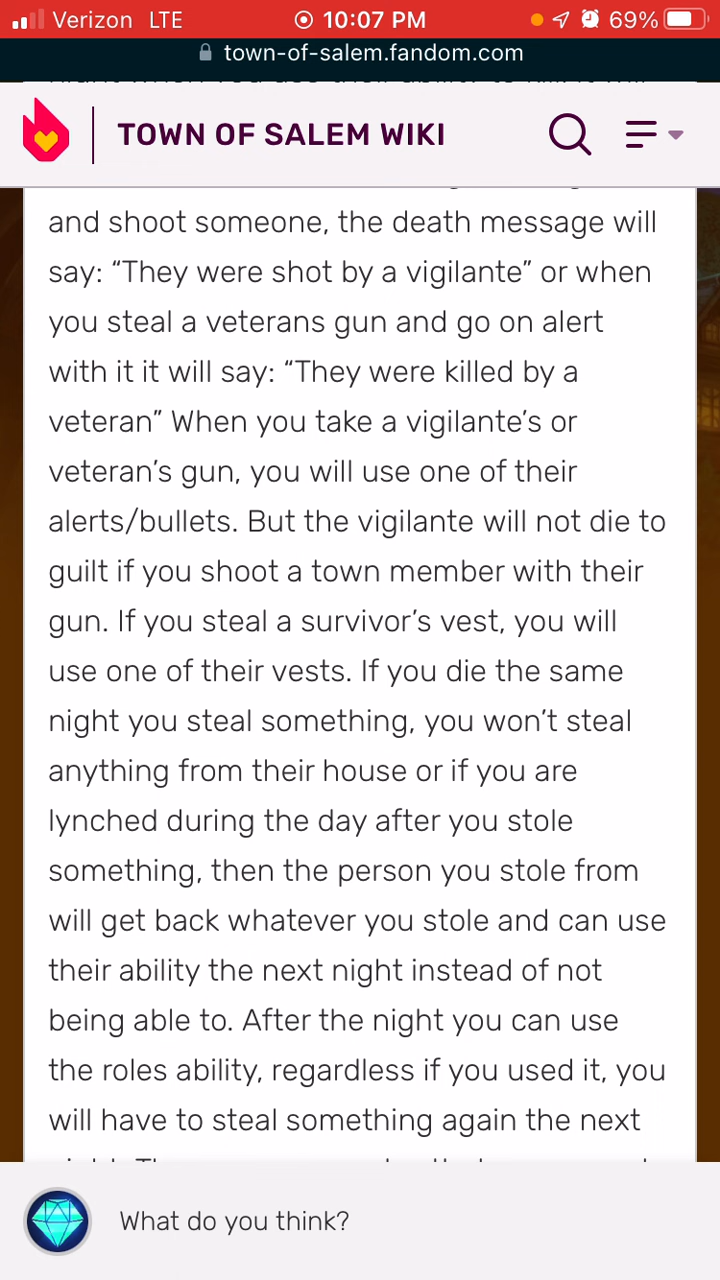 Verizon LTE 10:07 PM 69%
town-of-salem.fandom.com
TOWN OF SALEM WIKI
and shoot someone, the death message will
say: “They were shot by a vigilante” or when
you steal a veterans gun and go on alert
with it it will say: “They were killed by a
veteran” When you take a vigilante’s or
veteran’s gun, you will use one of their
alerts/bullets. But the vigilante will not die to
guilt if you shoot a town member with their
gun. If you steal a survivor’s vest, you will
use one of their vests. If you die the same
night you steal something, you won’t steal
anything from their house or if you are
lynched during the day after you stole
something, then the person you stole from
will get back whatever you stole and can use
their ability the next night instead of not
being able to. After the night you can use
the roles ability, regardless if you used it, you
will have to steal something again the next
What do you think?